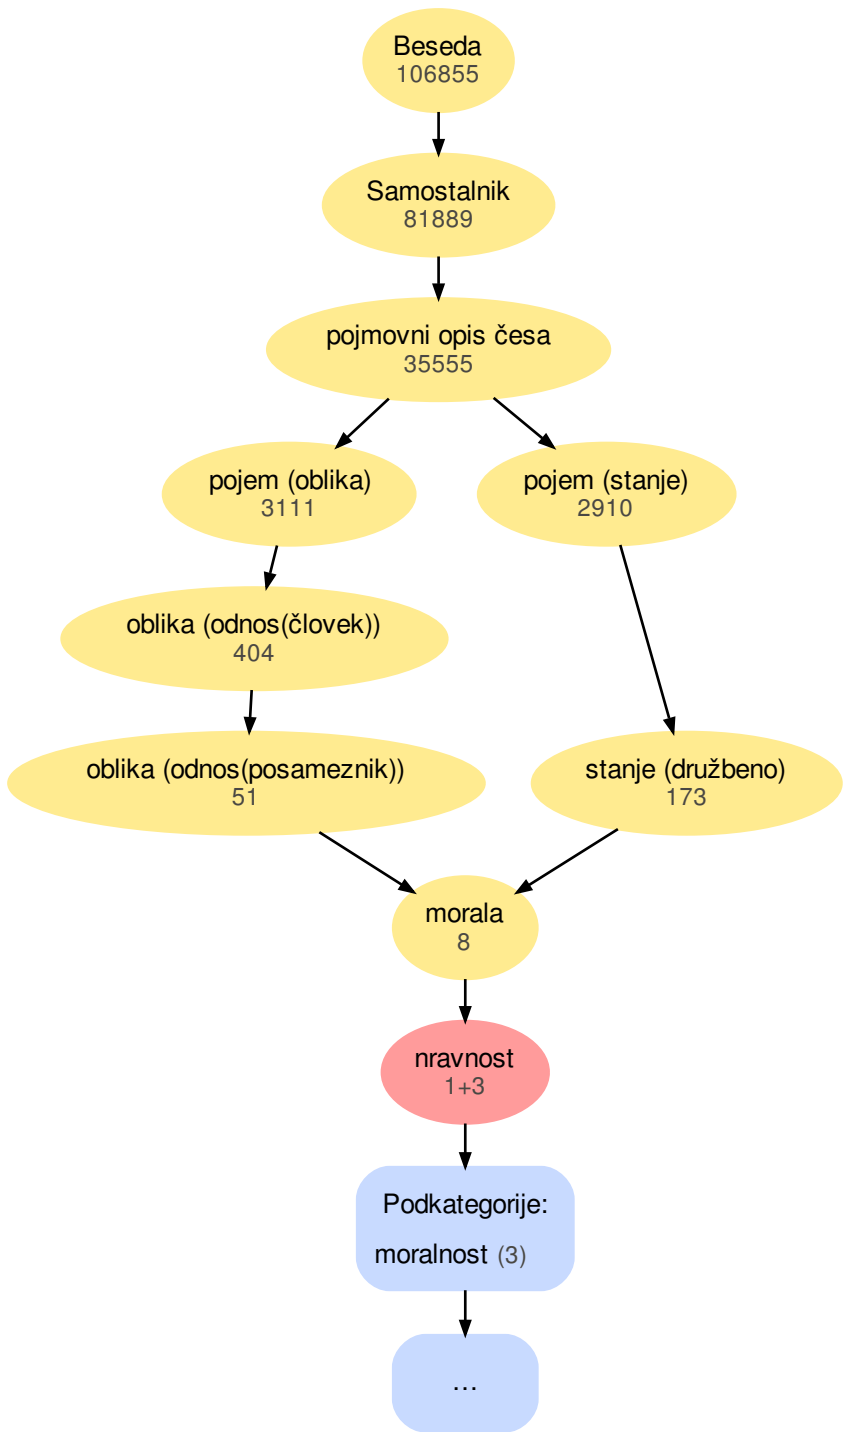 Beseda
106855
Samostalnik
81889
pojmovni opis česa
35555
pojem (oblika)
3111
pojem (stanje)
2910
oblika (odnos(človek))
404
oblika (odnos(posameznik))
51
stanje (družbeno)
173
morala
8
nravnost
1+3
Podkategorije:
moralnost (3)
...